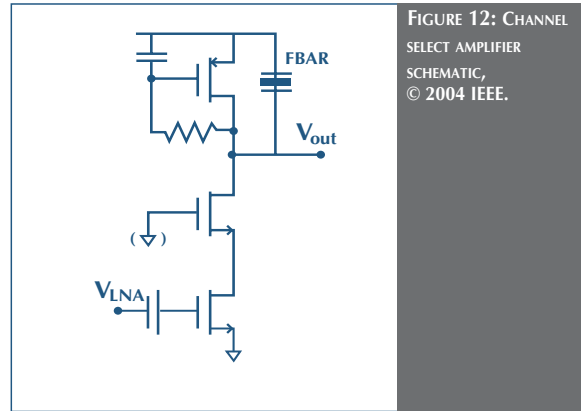 FIGURE 12: CHANNEL
SELECT AMPLIFIER
SCHEMATIC,
© 2004 IEEE.
FBAR
Vout
( )
VLNA